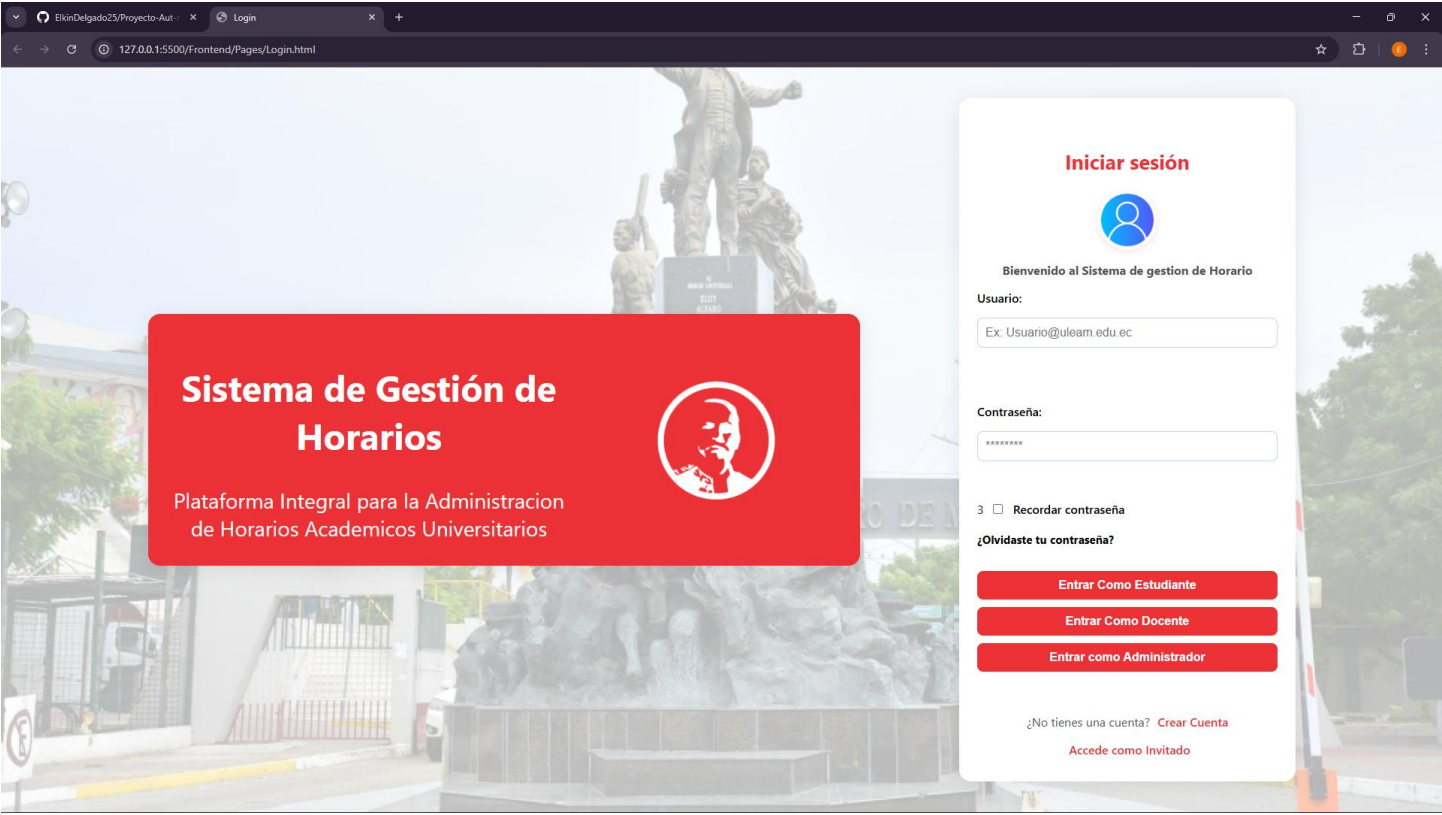 ElkinDelgado25/Proyecto-Aut-r
Login
127.0.0.1:5500/Frontend/Pages/Login.html
E
Iniciar sesión
Bienvenido al Sistema de gestion de Horario
Usuario:
Ex: Usuario@uleam.edu.ec
Contraseña:
********
3 Recordar contraseña
¿Olvidaste tu contraseña?
Entrar Como Estudiante
Entrar Como Docente
Entrar como Administrador
¿No tienes una cuenta? Crear Cuenta
Accede como Invitado
Sistema de Gestión de
Horarios
Plataforma Integral para la Administracion
de Horarios Academicos Universitarios
ELOY
ALFARO